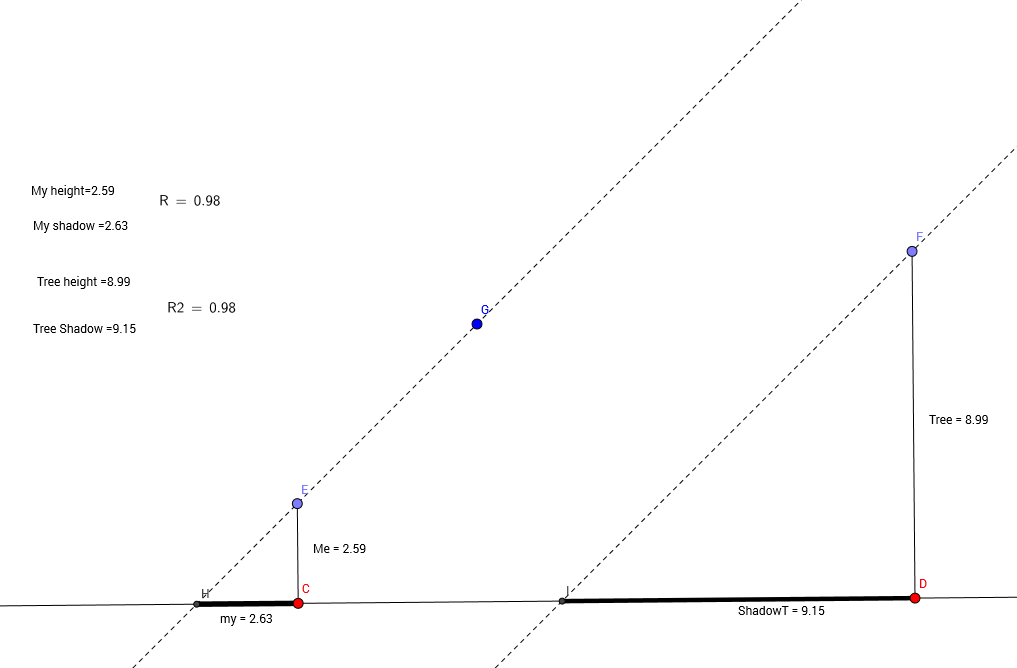 My height=2.59
R = 0.98
My shadow =2.63
Tree height =8.99
R2 = 0.98
Tree Shadow =9.15
F
G
Tree = 8.99
E
Me = 2.59
H
C
my = 2.63
D
ShadowT = 9.15